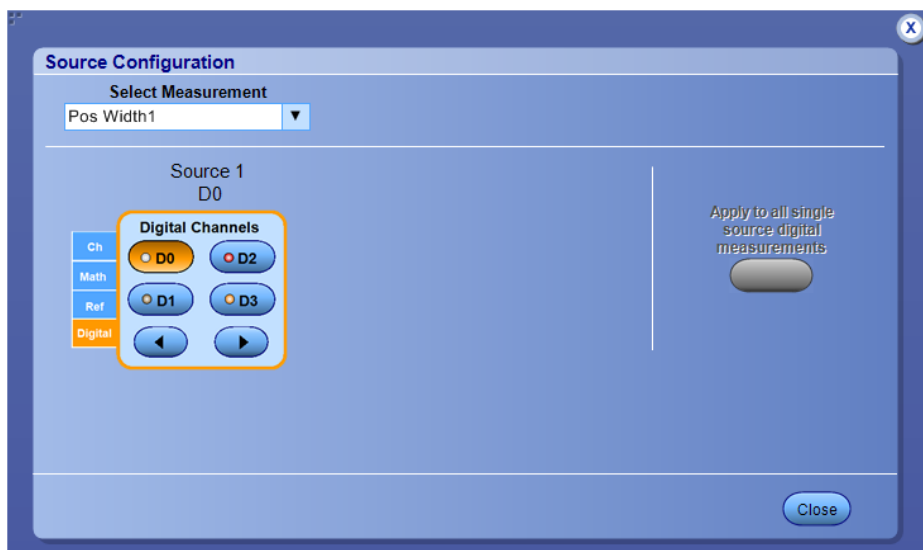 X
Source Configuration
Select Measurement
Pos Width1
Source 1
D0
Digital Channels
Ch
Math
Ref
Digital
D0
D2
D1
D3
Apply to all single
source digital
measurements
Close